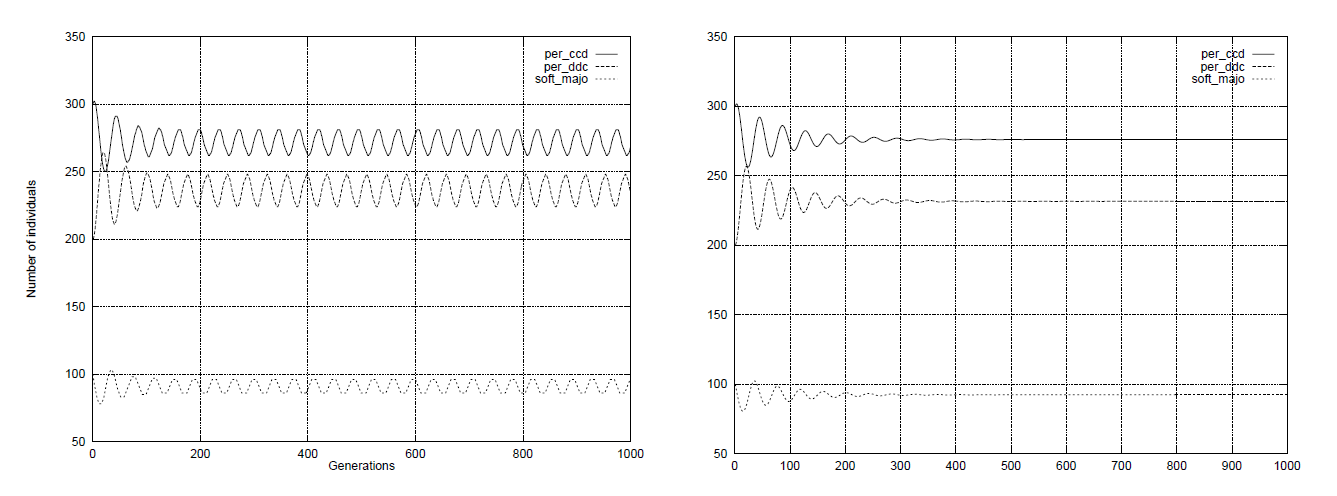 350
300
250
200
150
100
50
Number of individuals
per_ccd
per_ddc
soft_majo
0 200 400 600 800 1000
Generations
350
300
250
200
150
100
50
per_ccd
per_ddc
soft_majo
0 100 200 300 400 500 600 700 800 900 1000